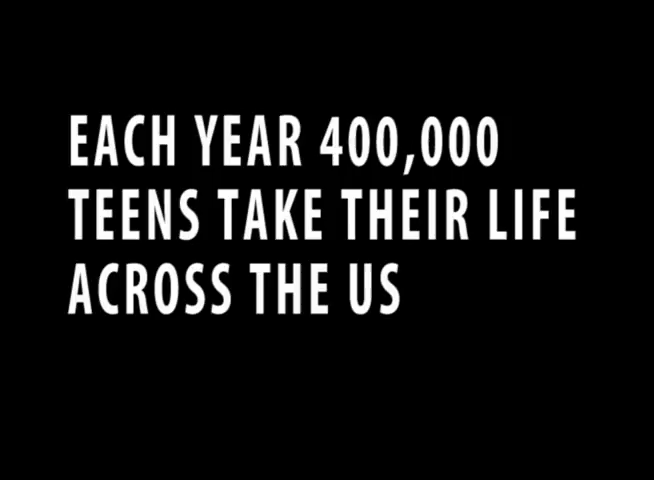 EACH YEAR 400,000
TEENS TAKE THEIR LIFE
ACROSS THE US